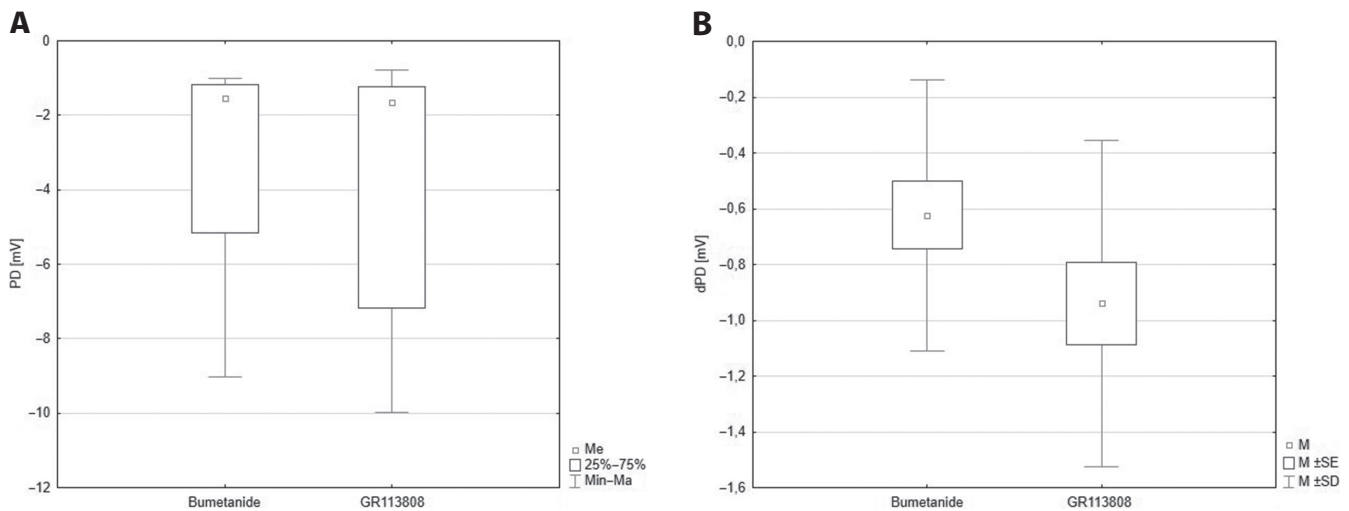 A
0
−2
−4
−6
−8
−10
−12
PD [mV]
Bumetanide
GR113808
Me
25%−75%
Min−Ma
B
0,0
−0,2
−0,4
−0,6
−0,8
−1,0
−1,2
−1,4
−1,6
dPD [mV]
Bumetanide
GR113808
M
M ±SE
M ±SD